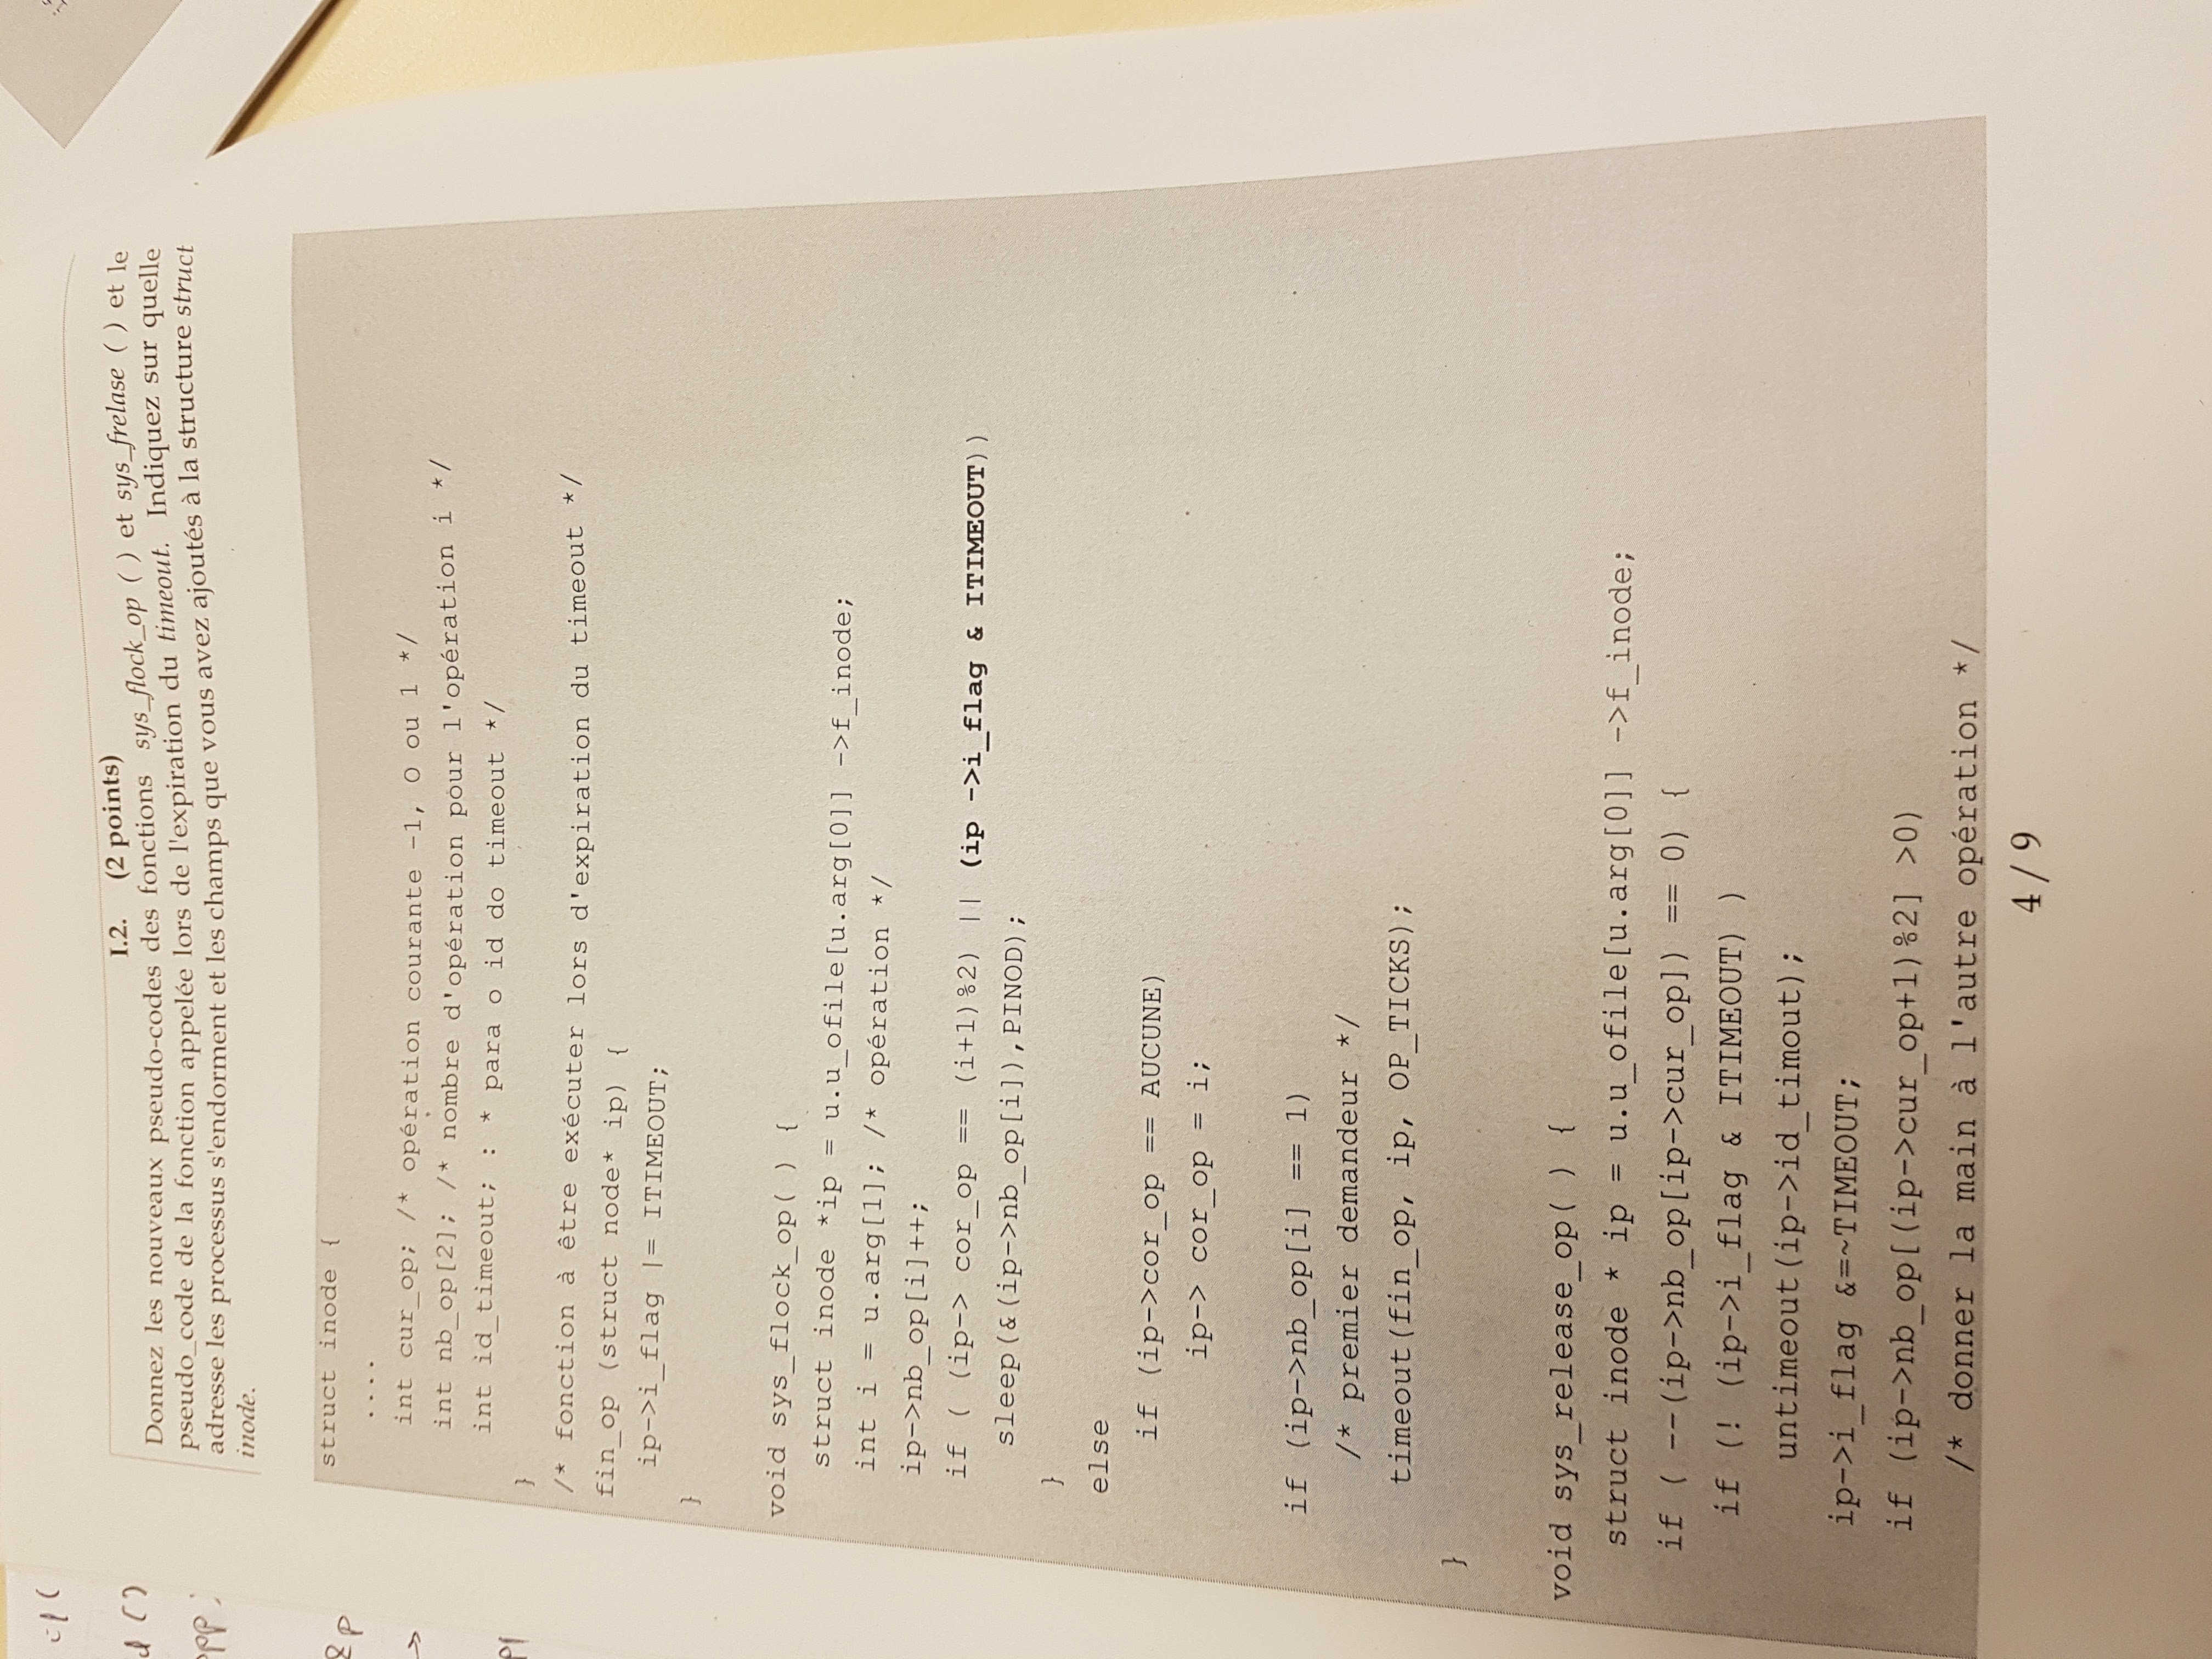 cf(
d ()
opp;
&p
->
I.2. (2 points)
Donnez les nouveaux pseudo-codes des fonctions sys_flock_op ( ) et sys_frelase ( ) et le
pseudo_code de la fonction appelée lors de l'expiration du timeout. Indiquez sur quelle
adresse les processus s'endorment et les champs que vous avez ajoutés à la structure struct
inode.
struct inode {
....
int cur_op; /* opération courante -1, O ou 1 */
int nb_op[2]; /* nombre d'opération pour l'opération i */
int id_timeout; : * para o id do timeout */
}
/* fonction à être exécuter lors d'expiration du timeout */
fin_op (struct node* ip) {
ip->i_flag |= ITIMEOUT;
}
void sys_flock_op( ) {
struct inode *ip = u.u_ofile[u.arg[0]] ->f_inode;
int i = u.arg[1]; /* opération */
ip->nb_op[i]++;
if ( (ip-> cor_op == (i+1)%2) || (ip ->i_flag & ITIMEOUT))
sleep(&(ip->nb_op[i]),PINOD);
}
else
if (ip->cor_op == AUCUNE)
ip-> cor_op = i;
if (ip->nb_op[i] == 1)
/* premier demandeur */
timeout(fin_op, ip, OP_TICKS);
}
void sys_release_op( ) {
struct inode * ip = u.u_ofile[u.arg[0]] ->f_inode;
if ( --(ip->nb_op[ip->cur_op]) == 0) {
if (! (ip->i_flag & ITIMEOUT) )
untimeout(ip->id_timout);
ip->i_flag &=~TIMEOUT;
if (ip->nb_op[(ip->cur_op+1)%2] >0)
/* donner la main à l'autre opération */
4 / 9